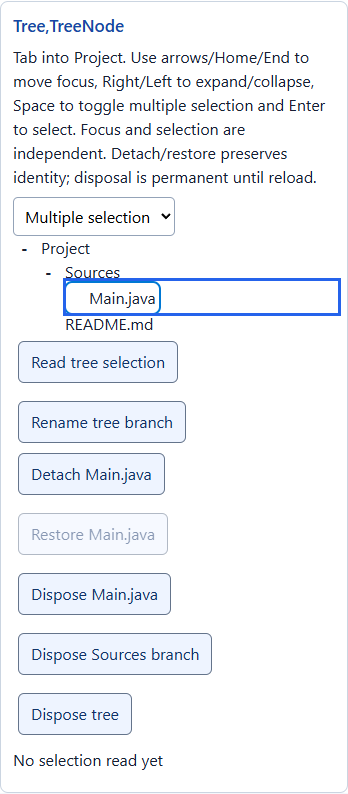 Tree,TreeNode
Tab into Project. Use arrows/Home/End to
move focus, Right/Left to expand/collapse,
Space to toggle multiple selection and Enter
to select. Focus and selection are
independent. Detach/restore preserves
identity; disposal is permanent until reload.
Multiple selection
- Project
- Sources
Main.java
README.md
Read tree selection
Rename tree branch
Detach Main.java
Restore Main.java
Dispose Main.java
Dispose Sources branch
Dispose tree
No selection read yet